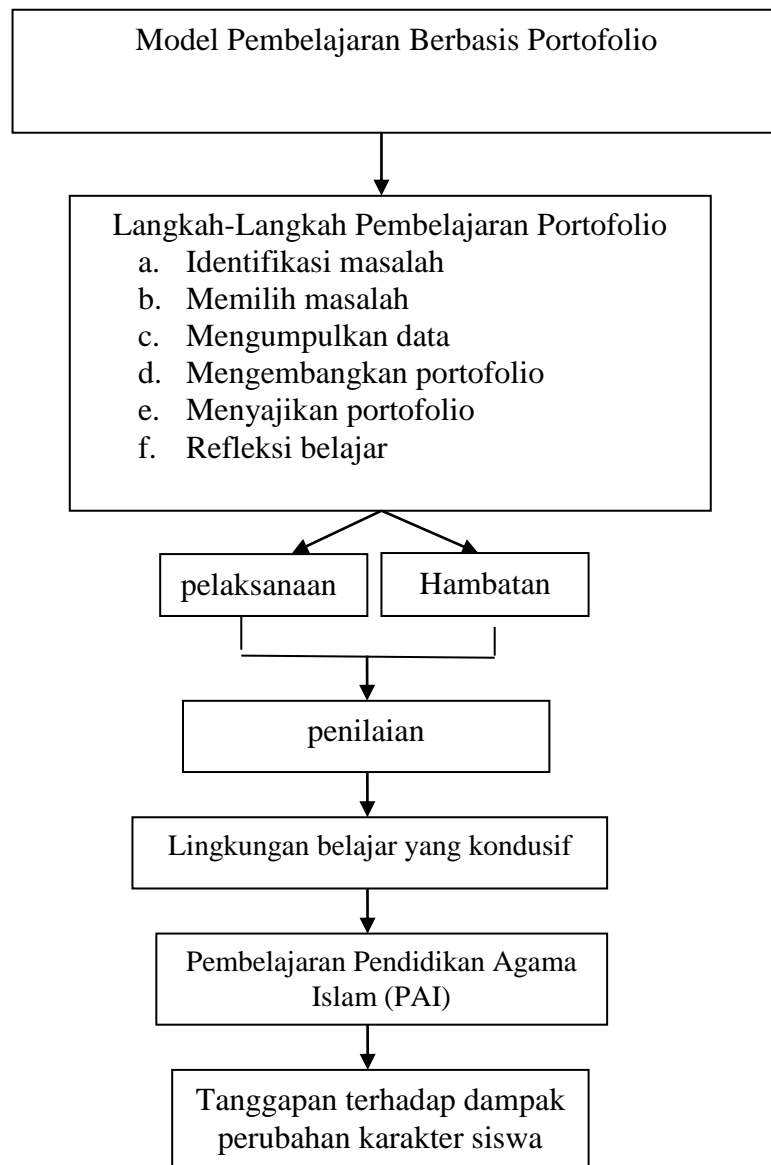 Model Pembelajaran Berbasis Portofolio
Langkah-Langkah Pembelajaran Portofolio
a. Identifikasi masalah
b. Memilih masalah
c. Mengumpulkan data
d. Mengembangkan portofolio
e. Menyajikan portofolio
f. Refleksi belajar
pelaksanaan
Hambatan
penilaian
Lingkungan belajar yang kondusif
Pembelajaran Pendidikan Agama
Islam (PAI)
Tanggapan terhadap dampak
perubahan karakter siswa